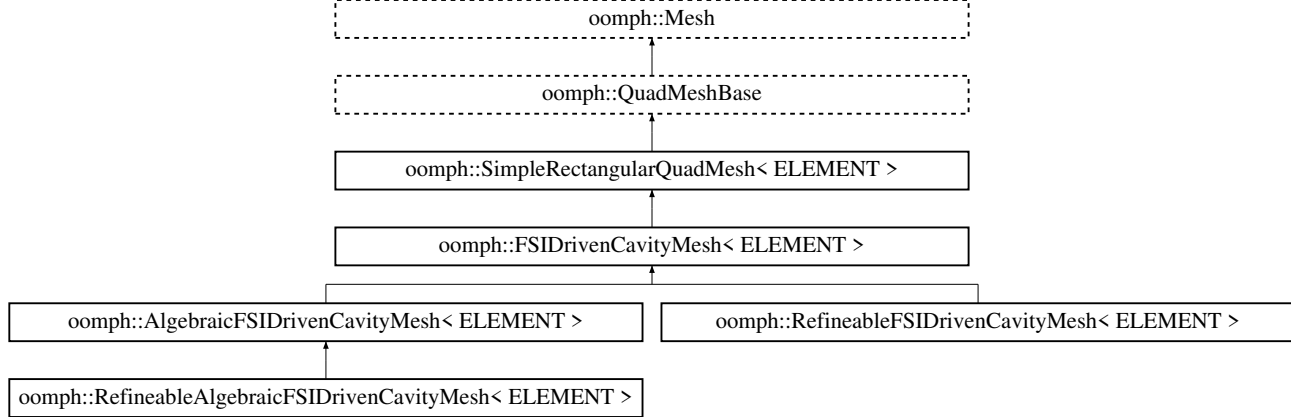 oomph::Mesh
oomph::QuadMeshBase
oomph::SimpleRectangularQuadMesh< ELEMENT >
oomph::FSIDrivenCavityMesh< ELEMENT >
oomph::AlgebraicFSIDrivenCavityMesh< ELEMENT >
oomph::RefineableFSIDrivenCavityMesh< ELEMENT >
oomph::RefineableAlgebraicFSIDrivenCavityMesh< ELEMENT >